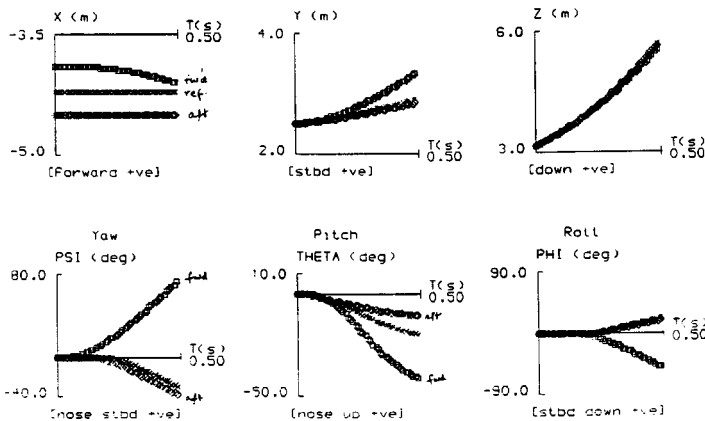 X (m)
-3.5
T(s)
0.50
fwd
ref.
aft
-5.0
[forward +ve]
Y (m)
4.0
T(s)
0.50
2.0
[stbd +ve]
Z (m)
6.0
T(s)
0.50
3.0
[down +ve]
Yaw
PSI (deg)
80.0
fwd
T(s)
0.50
aft
-40.0
[nose stbd +ve]
Pitch
THETA (deg)
10.0
T(s)
0.50
aft
fwd
-50.0
[nose up +ve]
Roll
PHI (deg)
90.0
T(s)
0.50
-90.0
[stbd down +ve]